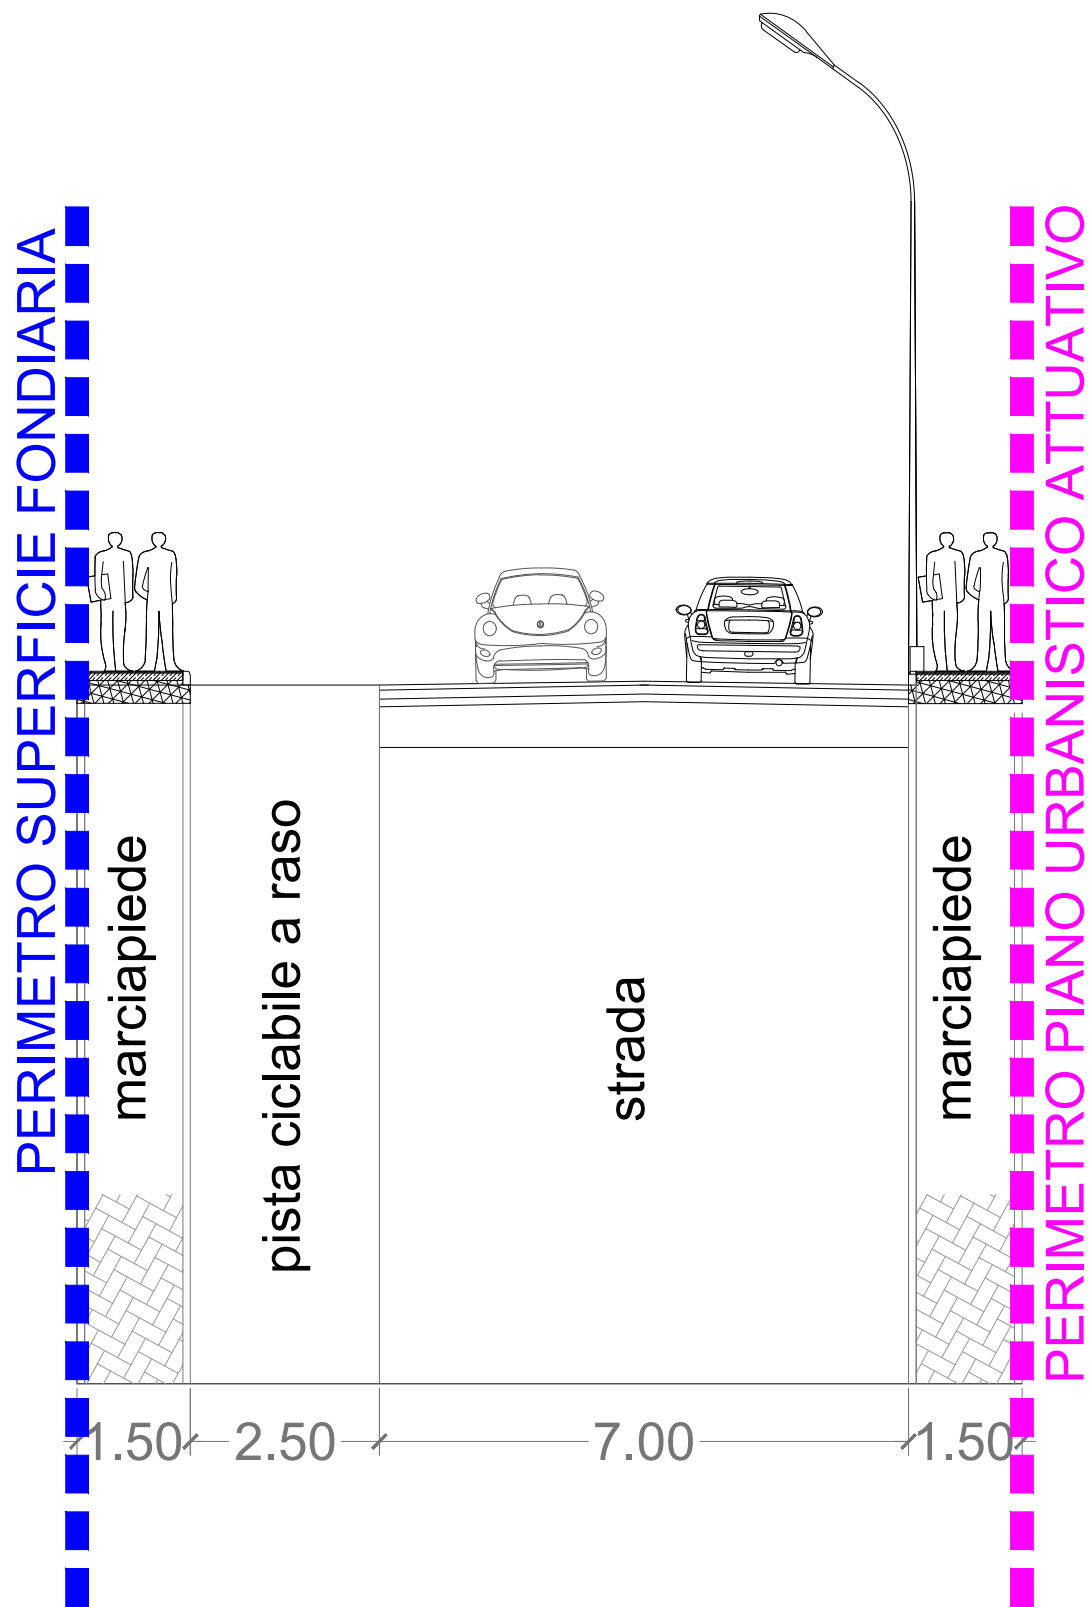 PERIMETRO SUPERFICIE FONDIARIA
marciapiede
pista ciclabile a raso
strada
marciapiede
PERIMETRO PIANO URBANISTICO ATTUATIVO
1.50 2.50 7.00 1.50